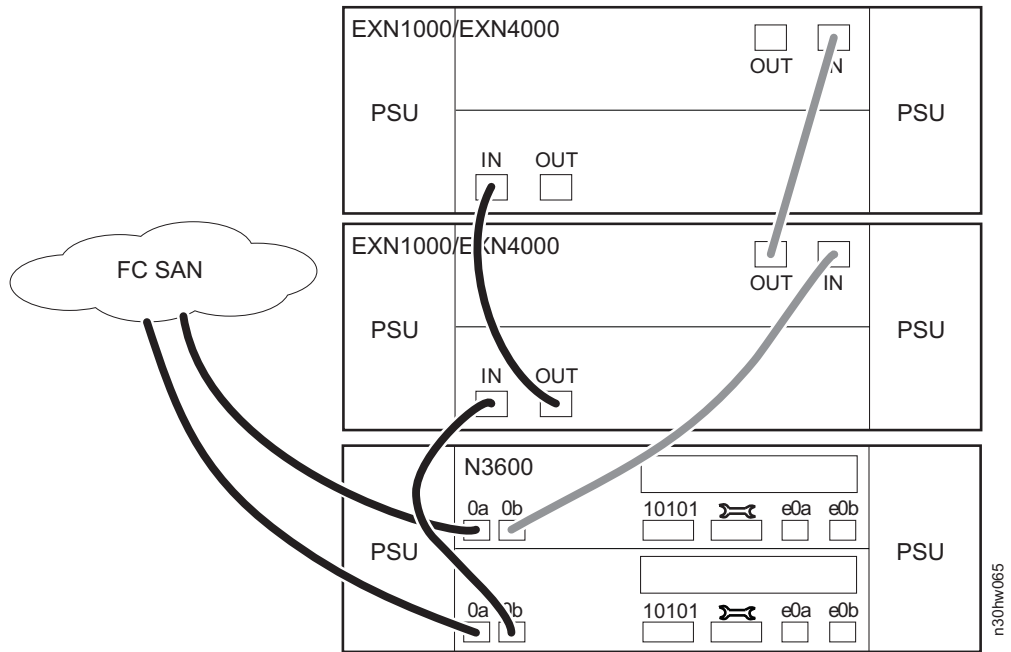 EXN1000/EXN4000
OUT IN
PSU PSU
IN OUT
EXN1000/EXN4000
FC SAN
OUT IN
PSU PSU
IN OUT
N3600
0a 0b 10101 e0a e0b
PSU PSU
0a 0b 10101 e0a e0b
n30hw065